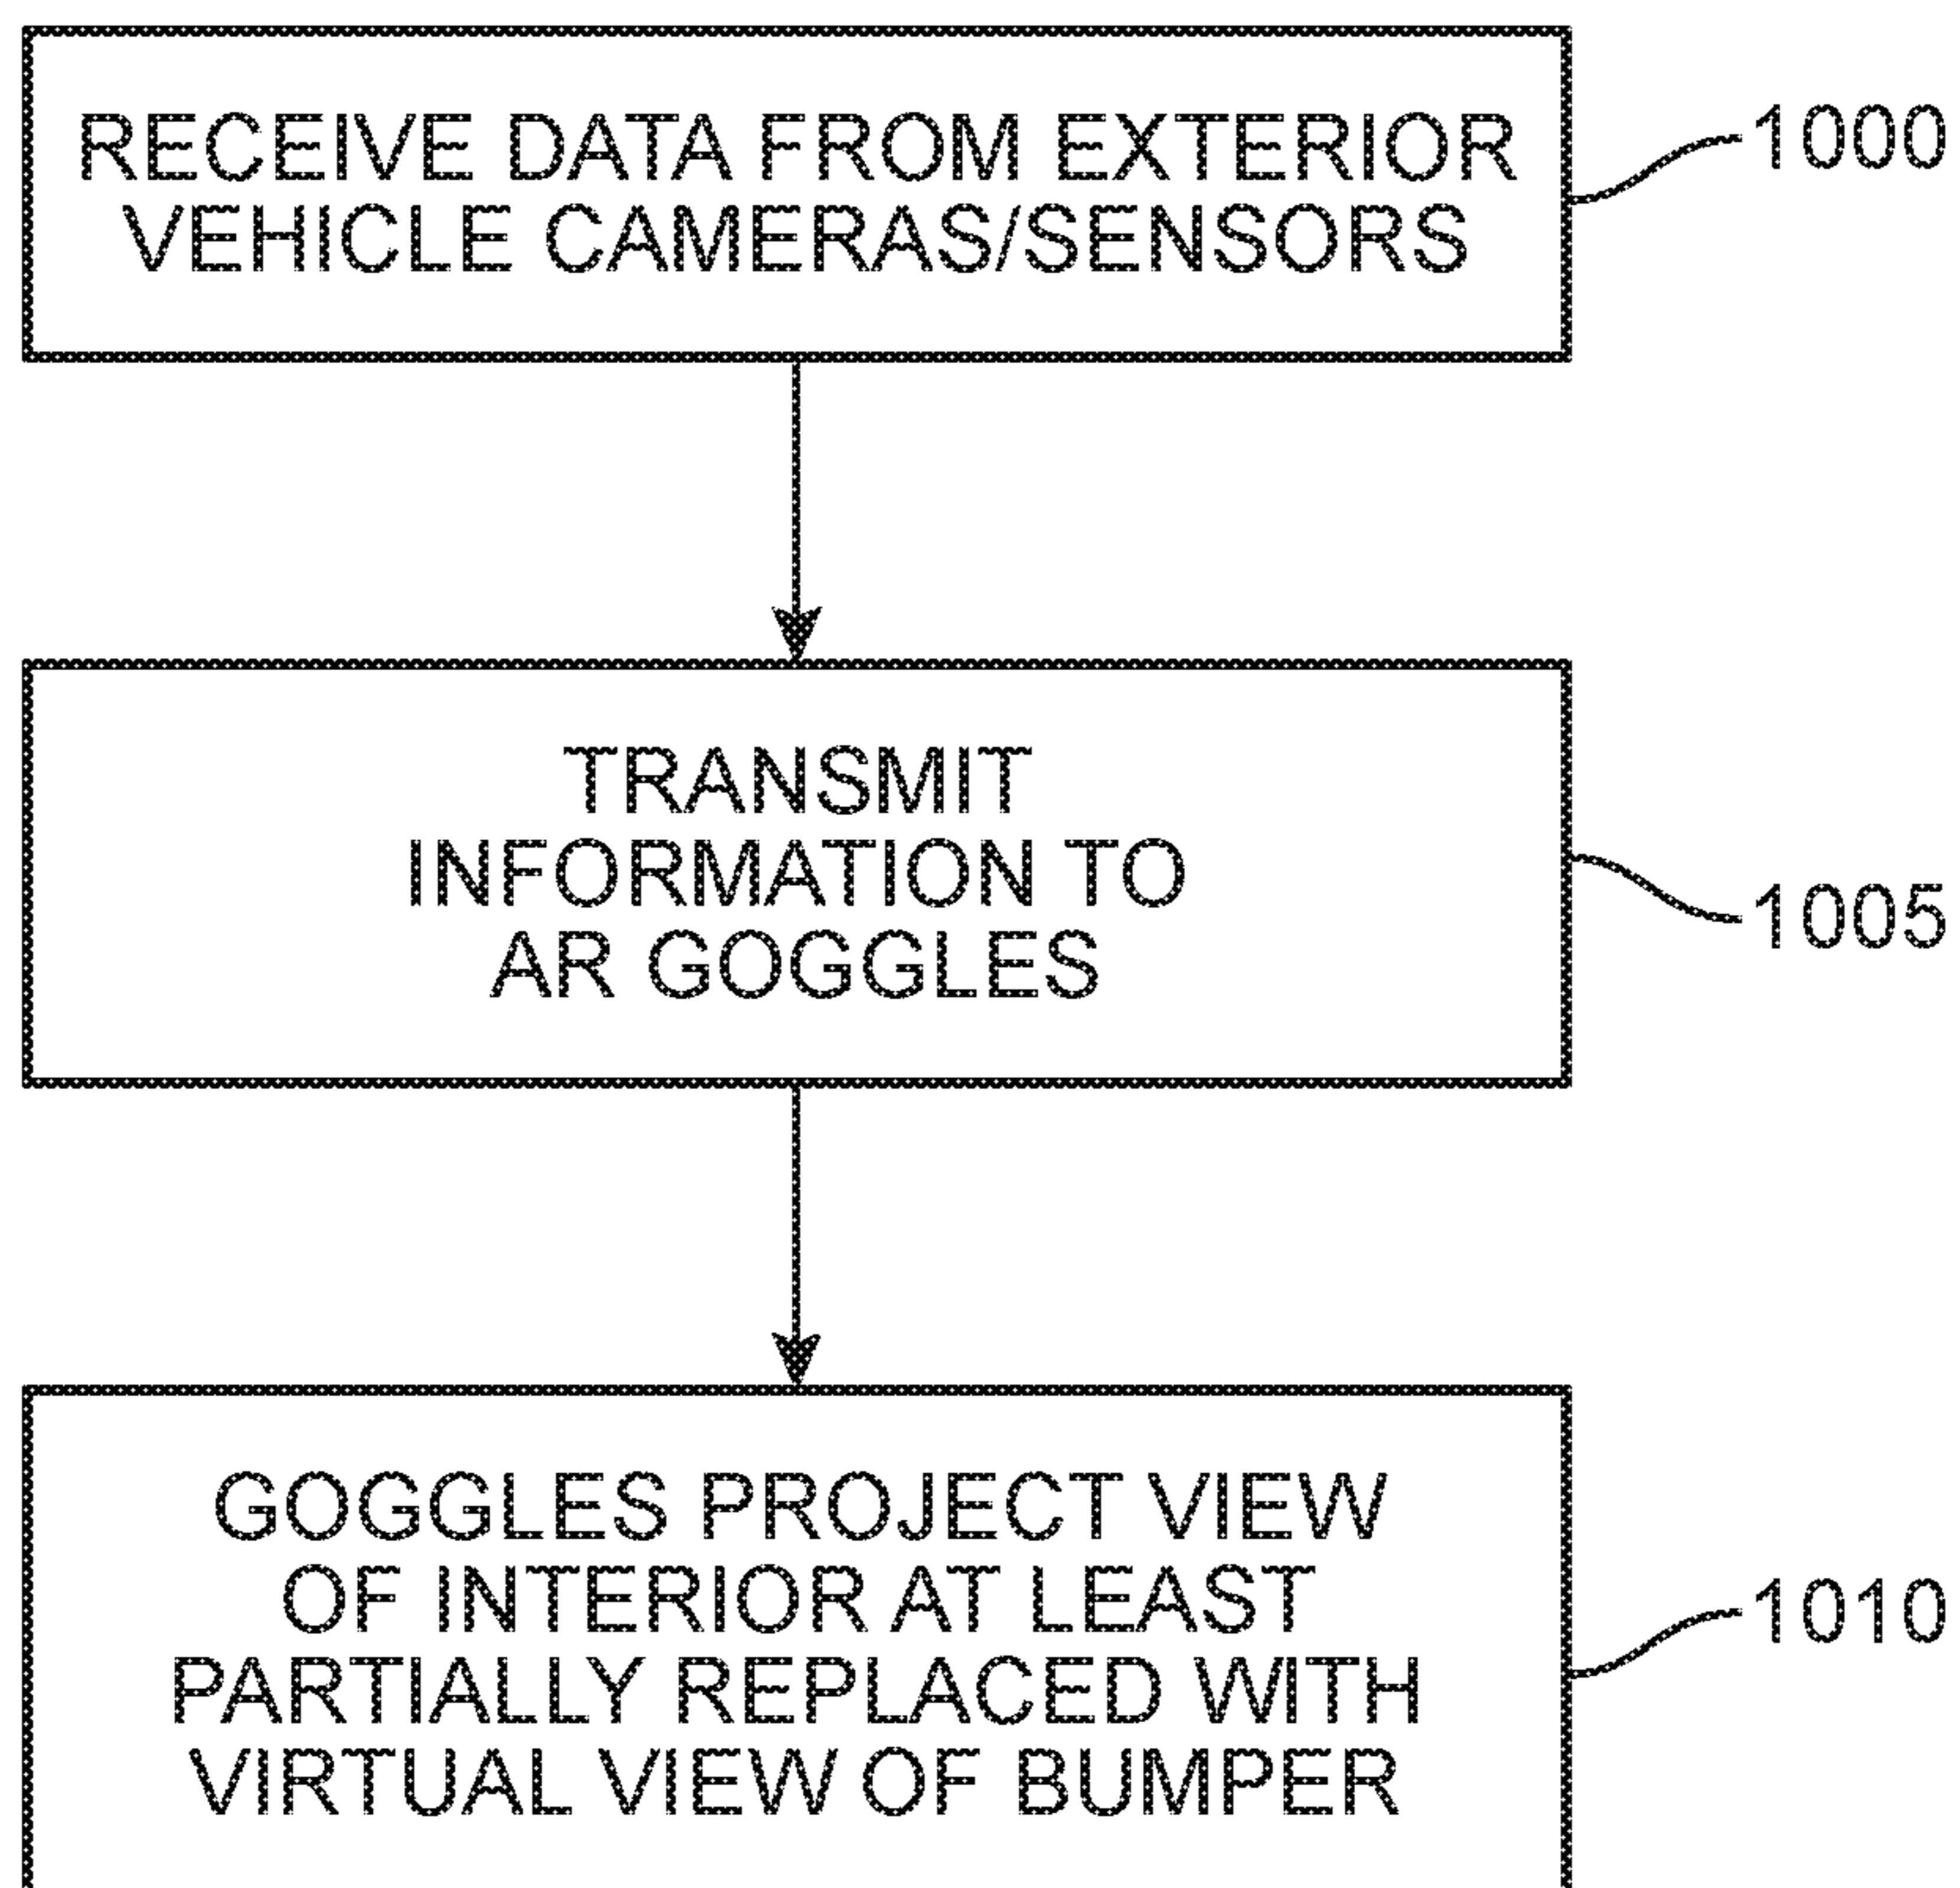 RECEIVE DATA FROM EXTERIOR
VEHICLE CAMERAS/SENSORS
1000
TRANSMIT
INFORMATION TO
AR GOGGLES
1005
GOGGLES PROJECT VIEW
OF INTERIOR AT LEAST
PARTIALLY REPLACED WITH
VIRTUAL VIEW OF BUMPER
1010